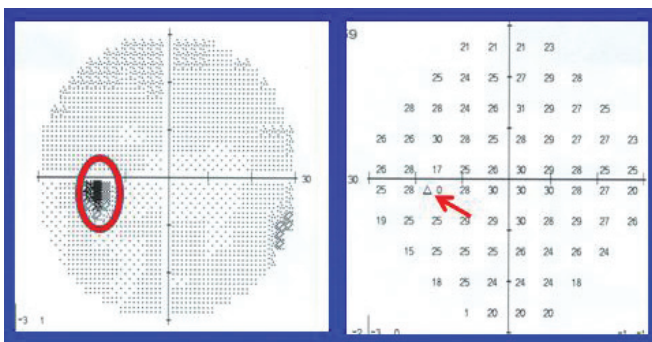 30
-3 1
9
21 21 21 23
25 24 25 27 29 28
28 28 24 26 31 29 27 25
26 26 30 28 25 28 29 27 27 23
26 28 17 25 26 30 29 28 25 25
30
25 28 △ 0 28 30 30 30 28 27 20
19 25 25 29 29 30 28 29 27 26
15 25 25 25 26 24 26 24
18 25 24 24 24 18
1 20 20 20